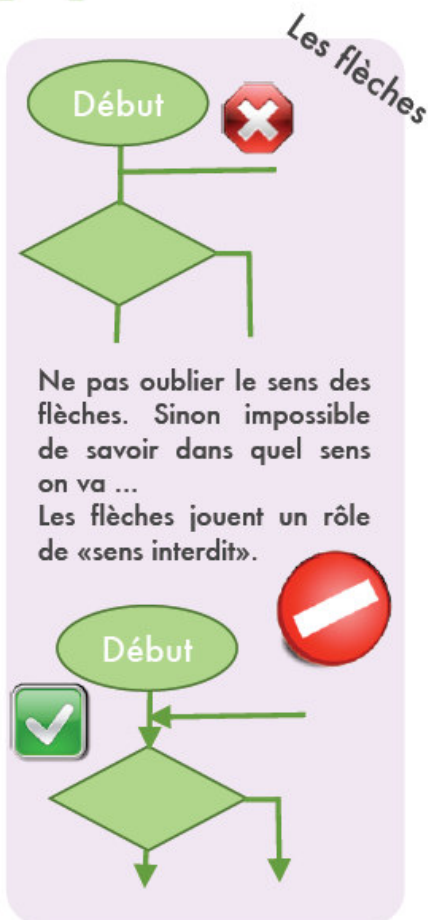 Les flèches
Début
Ne pas oublier le sens des
flèches. Sinon impossible
de savoir dans quel sens
on va ...
Les flèches jouent un rôle
de «sens interdit».
Début